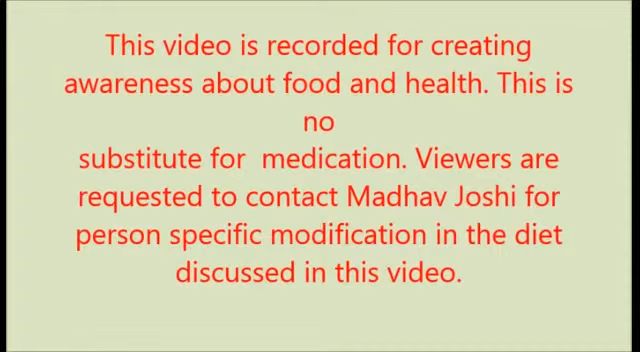 This video is recorded for creating
awareness about food and health. This is
no
substitute for  medication. Viewers are
requested to contact Madhav Joshi for
person specific modification in the diet
discussed in this video.